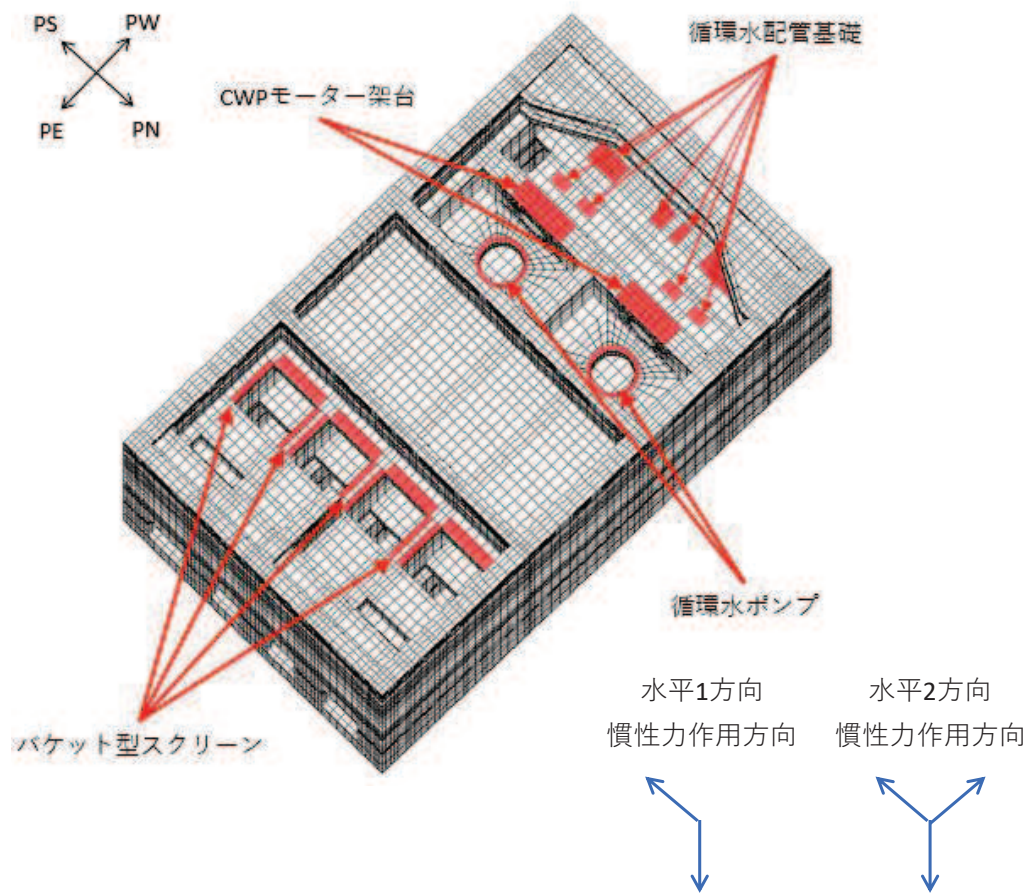 PS PW
PE PN
循環水配管基礎
CWPモーター架台
循環水ポンプ
バケット型スクリーン
水平1方向
慣性力作用方向
水平2方向
慣性力作用方向